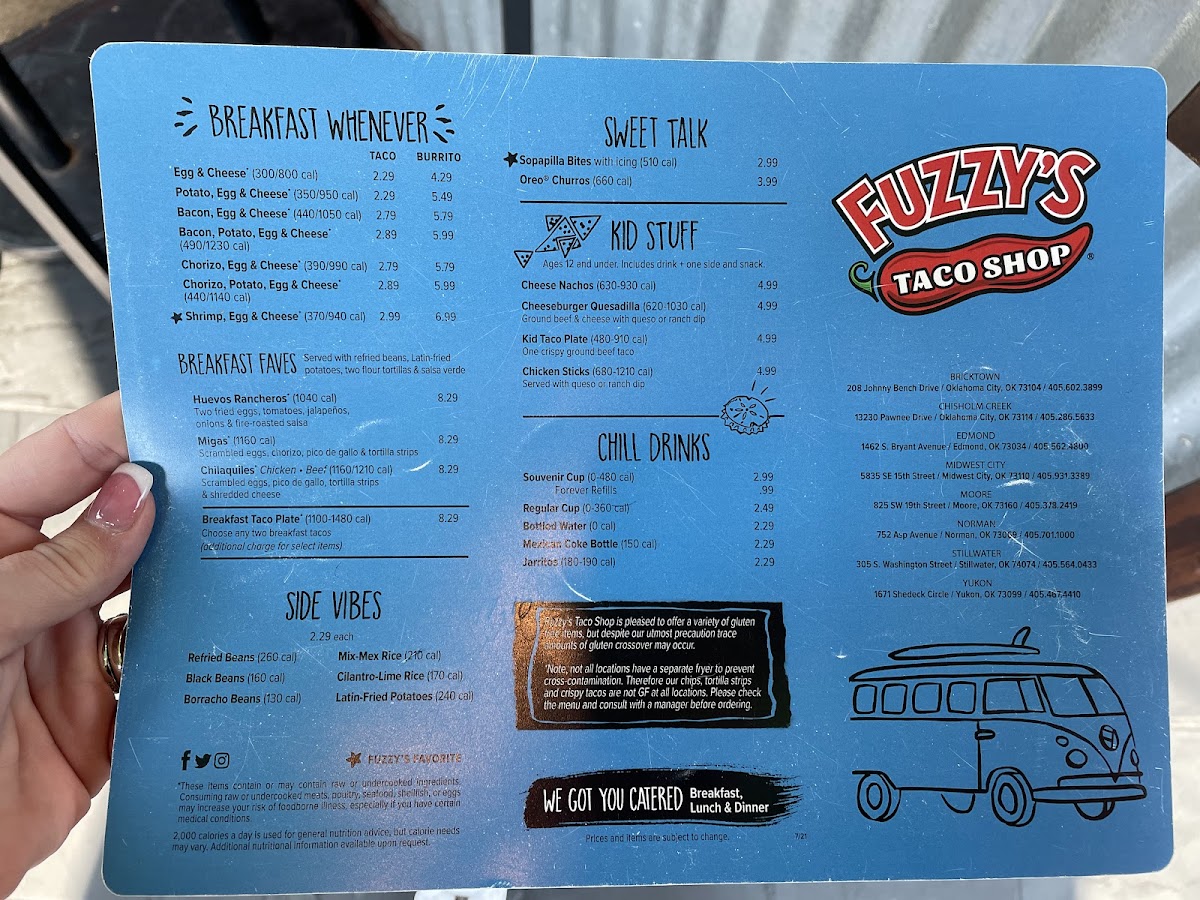 BREAKFAST WHENEVER
TACO BURRITO
Egg & Cheese* (300/800 cal) 2.29 4.29
Potato, Egg & Cheese* (350/950 cal) 2.29 5.49
Bacon, Egg & Cheese* (440/1050 cal) 2.79 5.79
Bacon, Potato, Egg & Cheese* 2.89 5.99
(490/1230 cal)
Chorizo, Egg & Cheese* (390/990 cal) 2.79 5.79
Chorizo, Potato, Egg & Cheese* 2.89 5.99
(440/1140 cal)
Shrimp, Egg & Cheese* (370/940 cal) 2.99 6.99
BREAKFAST FAVES Served with refried beans, Latin-fried
potatoes, two flour tortillas & salsa verde
Huevos Rancheros* (1040 cal) 8.29
Two fried eggs, tomatoes, jalapeños,
onions & fire-roasted salsa
Migas* (1160 cal) 8.29
Scrambled eggs, chorizo, pico de gallo & tortilla strips
Chilaquiles* Chicken • Beef (1160/1210 cal) 8.29
Scrambled eggs, pico de gallo, tortilla strips
& shredded cheese
Breakfast Taco Plate* (1100-1480 cal) 8.29
Choose any two breakfast tacos
(additional charge for select items)
SIDE VIBES
2.29 each
Refried Beans (260 cal) Mix-Mex Rice (210 cal)
Black Beans (160 cal) Cilantro-Lime Rice (170 cal)
Borracho Beans (130 cal) Latin-Fried Potatoes (240 cal)
FUZZY'S FAVORITE
*These items contain or may contain raw or undercooked ingredients.
Consuming raw or undercooked meats, poultry, seafood, shellfish, or eggs
may increase your risk of foodborne illness, especially if you have certain
medical conditions.
2,000 calories a day is used for general nutrition advice, but calorie needs
may vary. Additional nutritional information available upon request.
SWEET TALK
Sopapilla Bites with Icing (510 cal) 2.99
Oreo® Churros (660 cal) 3.99
KID STUFF
Ages 12 and under. Includes drink + one side and snack.
Cheese Nachos (630-930 cal) 4.99
Cheeseburger Quesadilla (620-1030 cal) 4.99
Ground beef & cheese with queso or ranch dip
Kid Taco Plate (480-910 cal) 4.99
One crispy ground beef taco
Chicken Sticks (680-1210 cal) 4.99
Served with queso or ranch dip
CHILL DRINKS
Souvenir Cup (0-480 cal) 2.99
Forever Refills .99
Regular Cup (0-360 cal) 2.49
Bottled Water (0 cal) 2.29
Mexican Coke Bottle (150 cal) 2.29
Jarritos (180-190 cal) 2.29
Fuzzy's Taco Shop is pleased to offer a variety of gluten
free items, but despite our utmost precaution trace
amounts of gluten crossover may occur.
*Note, not all locations have a separate fryer to prevent
cross-contamination. Therefore our chips, tortilla strips
and crispy tacos are not GF at all locations. Please check
the menu and consult with a manager before ordering.
WE GOT YOU CATERED Breakfast,
Lunch & Dinner
Prices and items are subject to change. 7/21
FUZZY'S
TACO SHOP®
BRICKTOWN
208 Johnny Bench Drive / Oklahoma City, OK 73104 / 405.602.3899
CHISHOLM CREEK
13230 Pawnee Drive / Oklahoma City, OK 73114 / 405.286.5633
EDMOND
1462 S. Bryant Avenue / Edmond, OK 73034 / 405.562.4800
MIDWEST CITY
5835 SE 15th Street / Midwest City, OK 73110 / 405.931.3389
MOORE
825 SW 19th Street / Moore, OK 73160 / 405.378.2419
NORMAN
752 Asp Avenue / Norman, OK 73069 / 405.701.1000
STILLWATER
305 S. Washington Street / Stillwater, OK 74074 / 405.564.0433
YUKON
1671 Shedeck Circle / Yukon, OK 73099 / 405.467.4410